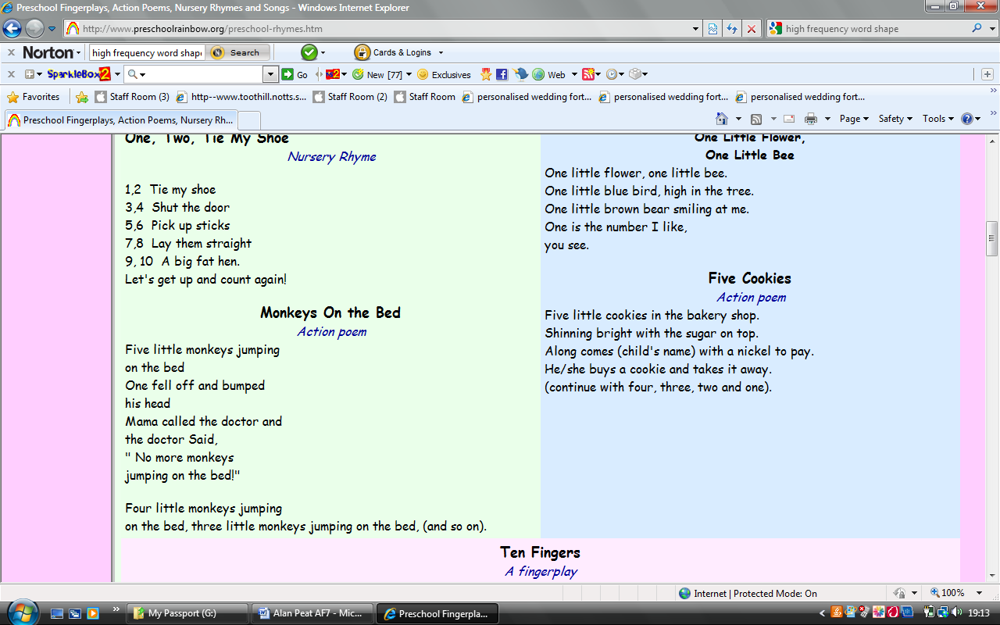 Preschool Fingerplays, Action Poems, Nursery Rhymes and Songs - Windows Internet Explorer
http://www.preschoolrainbow.org/preschool-rhymes.htm
high frequency word shape
x Norton
high frequency word shap
Search
Cards & Logins
x SparkleBox2
Go
New [77]
Exclusives
Web
Favorites
Staff Room (3)
http--www.toothill.notts.s...
Staff Room (2)
Staff Room
personalised wedding fort...
personalised wedding fort...
personalised wedding fort...
Preschool Fingerplays, Action Poems, Nursery Rh...
Page
Safety
Tools
One, Two, Tie My Shoe
Nursery Rhyme
1,2 Tie my shoe
3,4 Shut the door
5,6 Pick up sticks
7,8 Lay them straight
9, 10 A big fat hen.
Let's get up and count again!
Monkeys On the Bed
Action poem
Five little monkeys jumping
on the bed
One fell off and bumped
his head
Mama called the doctor and
the doctor Said,
" No more monkeys
jumping on the bed!"
Four little monkeys jumping
on the bed, three little monkeys jumping on the bed, (and so on).
One Little Flower,
One Little Bee
One little flower, one little bee.
One little blue bird, high in the tree.
One little brown bear smiling at me.
One is the number I like,
you see.
Five Cookies
Action poem
Five little cookies in the bakery shop.
Shinning bright with the sugar on top.
Along comes (child's name) with a nickel to pay.
He/she buys a cookie and takes it away.
(continue with four, three, two and one).
Ten Fingers
A fingerplay
Internet | Protected Mode: On
100%
My Passport (G:)
Alan Peat AF7 - Mic...
Preschool Fingerpla...
19:13